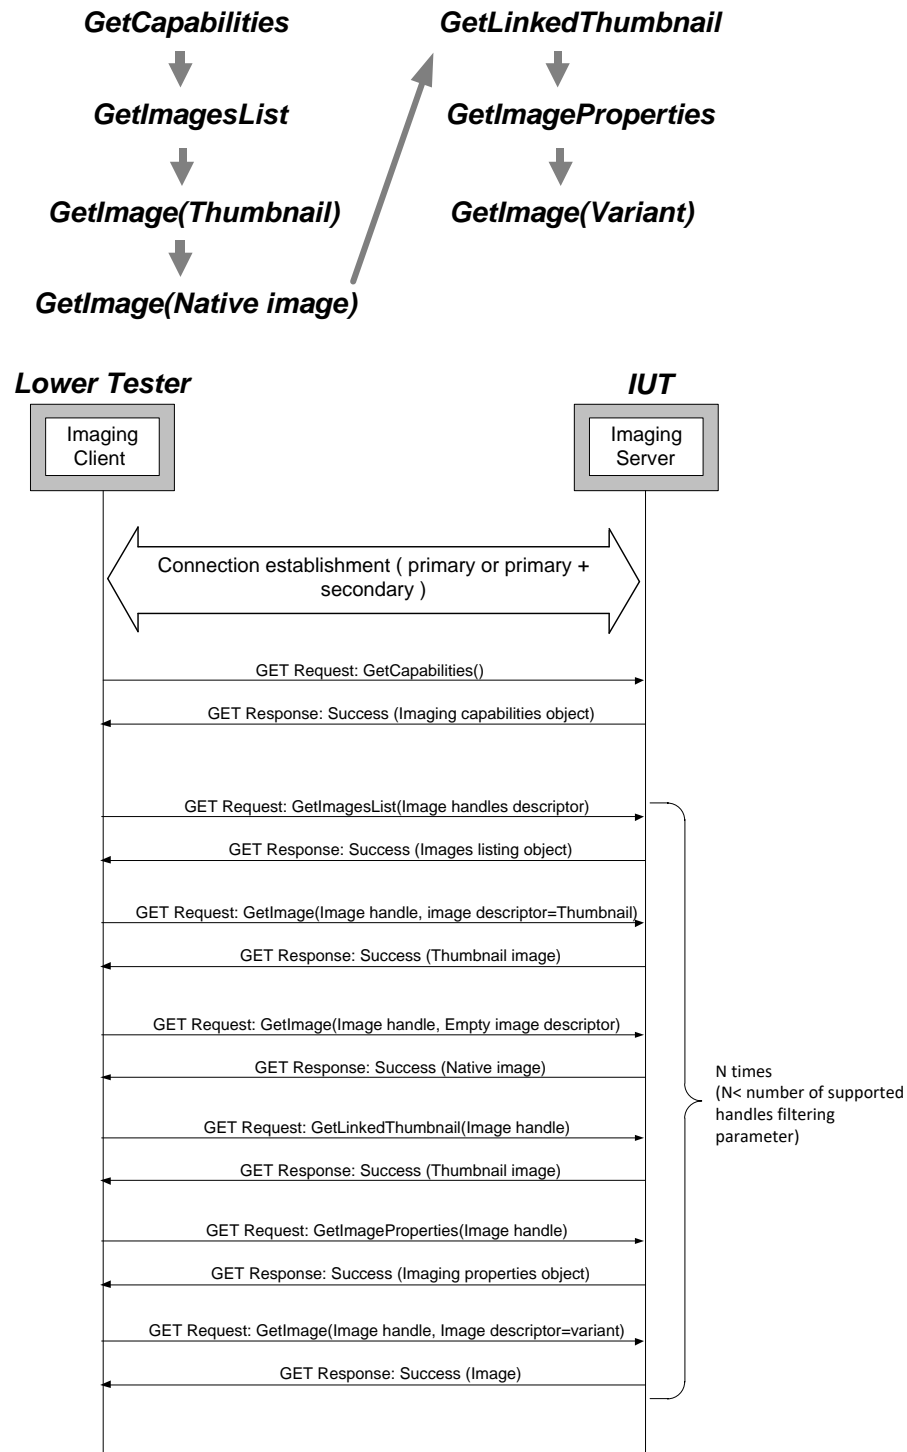 GetCapabilities
GetImagesList
GetImage(Thumbnail)
GetImage(Native image)
GetLinkedThumbnail
GetImageProperties
GetImage(Variant)
Lower Tester
IUT
Imaging
Client
Imaging
Server
Connection establishment ( primary or primary +
secondary )
GET Request: GetCapabilities()
GET Response: Success (Imaging capabilities object)
GET Request: GetImagesList(Image handles descriptor)
GET Response: Success (Images listing object)
GET Request: GetImage(Image handle, image descriptor=Thumbnail)
GET Response: Success (Thumbnail image)
GET Request: GetImage(Image handle, Empty image descriptor)
GET Response: Success (Native image)
GET Request: GetLinkedThumbnail(Image handle)
GET Response: Success (Thumbnail image)
GET Request: GetImageProperties(Image handle)
GET Response: Success (Imaging properties object)
GET Request: GetImage(Image handle, Image descriptor=variant)
GET Response: Success (Image)
N times
(N< number of supported
handles filtering
parameter)